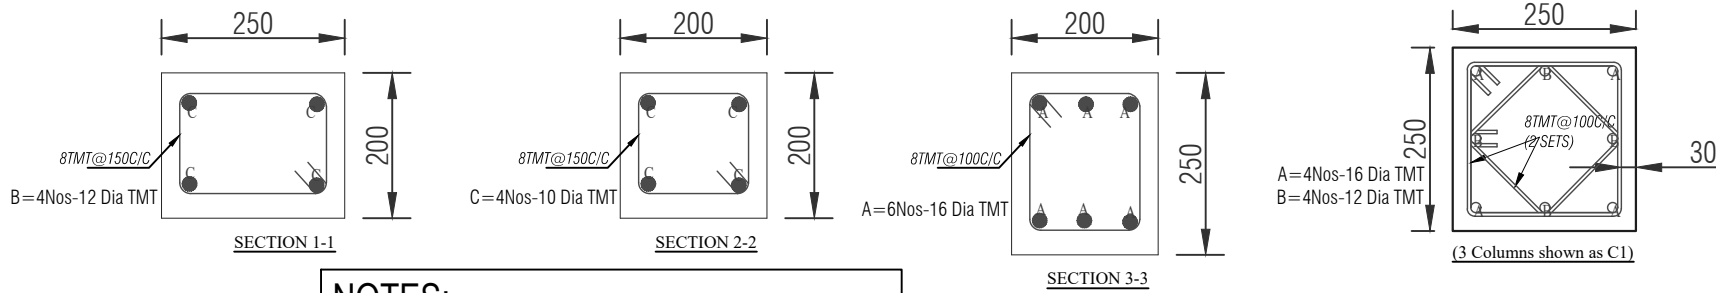 250
200
8TMT@150C/C
B=4Nos-12 Dia TMT
C
C
C
C
SECTION 1-1
200
200
8TMT@150C/C
C=4Nos-10 Dia TMT
C
C
C
C
SECTION 2-2
200
250
8TMT@100C/C
A=6Nos-16 Dia TMT
A
A
A
A
A
A
SECTION 3-3
250
250
30
8TMT@100C/C
(2 SETS)
A=4Nos-16 Dia TMT
B=4Nos-12 Dia TMT
A
B
A
B
B
A
B
A
(3 Columns shown as C1)
NOTES: